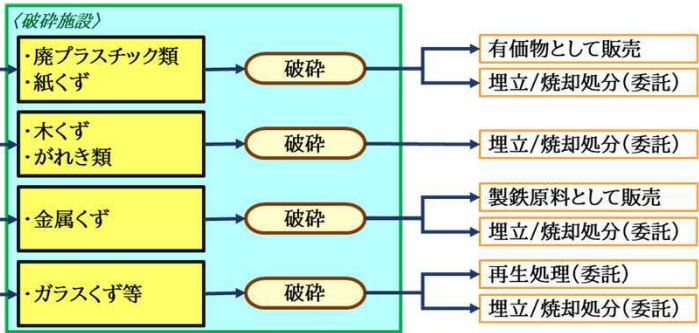 〈破砕施設〉
・廃プラスチック類
・紙くず
破砕
有価物として販売
埋立/焼却処分(委託)
・木くず
・がれき類
破砕
埋立/焼却処分(委託)
・金属くず
破砕
製鉄原料として販売
埋立/焼却処分(委託)
・ガラスくず等
破砕
再生処理(委託)
埋立/焼却処分(委託)